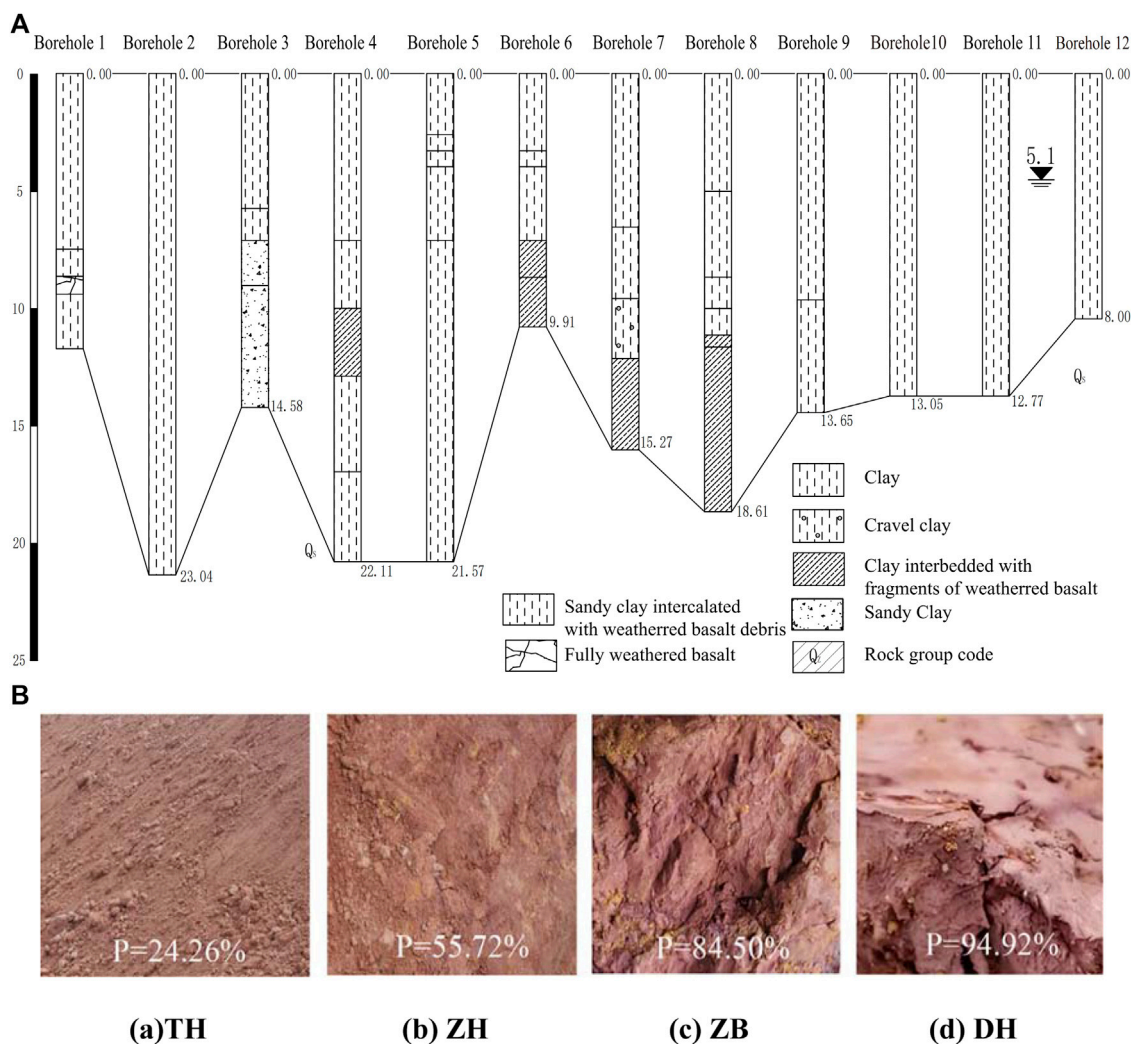 A
Borehole 1 Borehole 2 Borehole 3 Borehole 4 Borehole 5 Borehole 6 Borehole 7 Borehole 8 Borehole 9 Borehole10 Borehole 11 Borehole 12
0 0.00 0.00 0.00 0.00 0.00 0.00 0.00 0.00 0.00 0.00 0.00
5.1
5
10
9.91
8.00
Qs
15
14.58
15.27
13.65
13.05
12.77
18.61
20
Qs
23.04
22.11
21.57
25
Sandy clay intercalated
with weatherred basalt debris
Fully weathered basalt
Clay
Cravel clay
Clay interbedded with
fragments of weatherred basalt
Sandy Clay
Rock group code
B
P=24.26%
P=55.72%
P=84.50%
P=94.92%
(a)TH
(b) ZH
(c) ZB
(d) DH